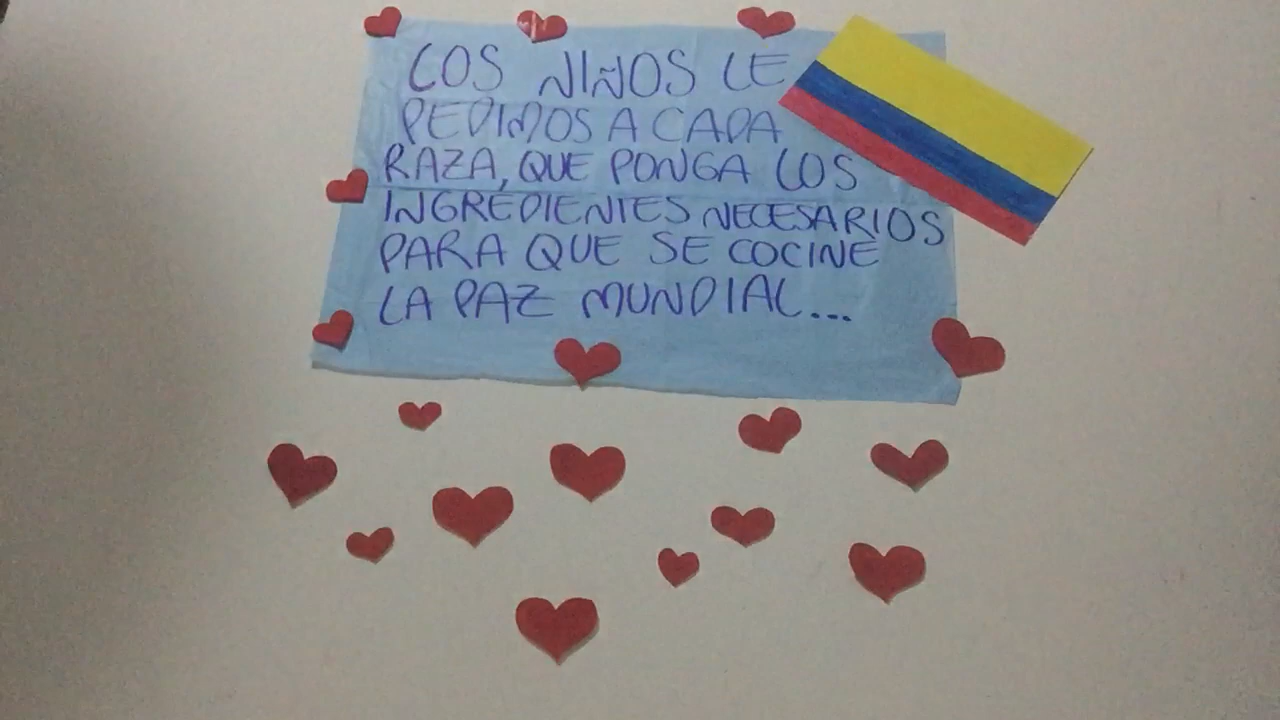 LOS NIÑOS LE
PEDIMOS A CADA
RAZA, QUE PONGA LOS
INGREDIENTES NECESARIOS
PARA QUE SE COCINE
LA PAZ MUNDIAL...